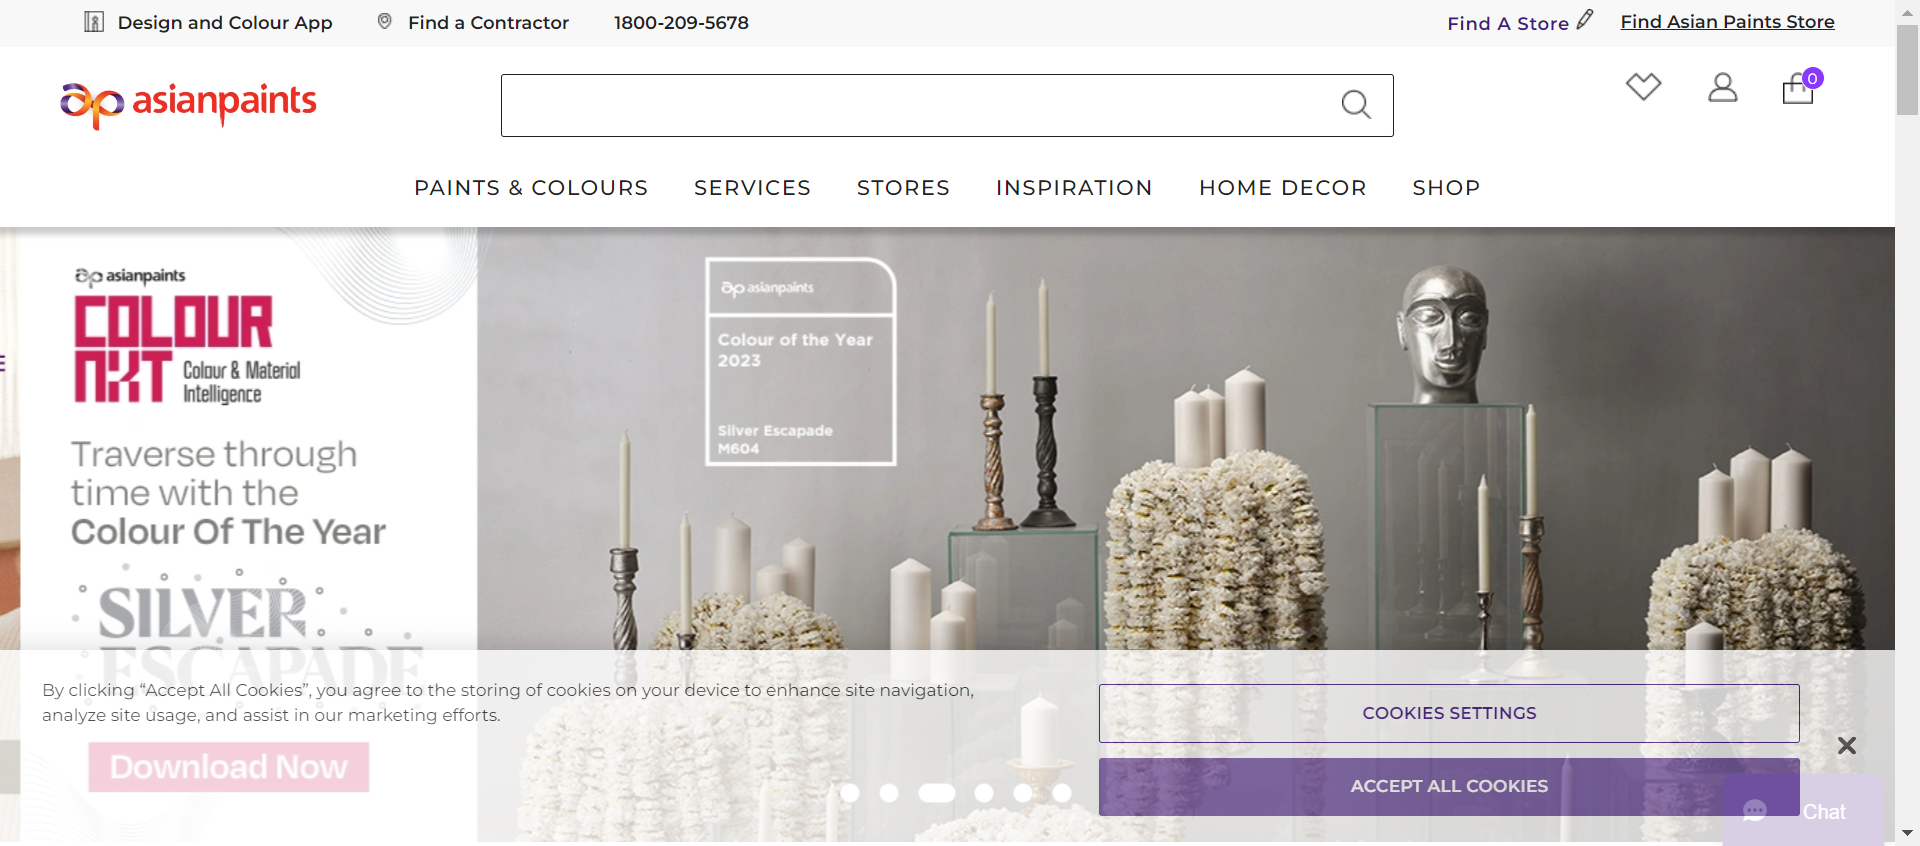 Design and Colour App
Find a Contractor
1800-209-5678
Find A Store
Find Asian Paints Store
asianpaints
0
PAINTS & COLOURS
SERVICES
STORES
INSPIRATION
HOME DECOR
SHOP
ap asianpaints
COLOUR
NXT
Colour & Material
Intelligence
Traverse through
time with the
Colour Of The Year
SILVER
ESCAPADE
Download Now
ap asianpaints
Colour of the Year
2023
Silver Escapade
M604
By clicking “Accept All Cookies”, you agree to the storing of cookies on your device to enhance site navigation,
analyze site usage, and assist in our marketing efforts.
COOKIES SETTINGS
ACCEPT ALL COOKIES
Chat